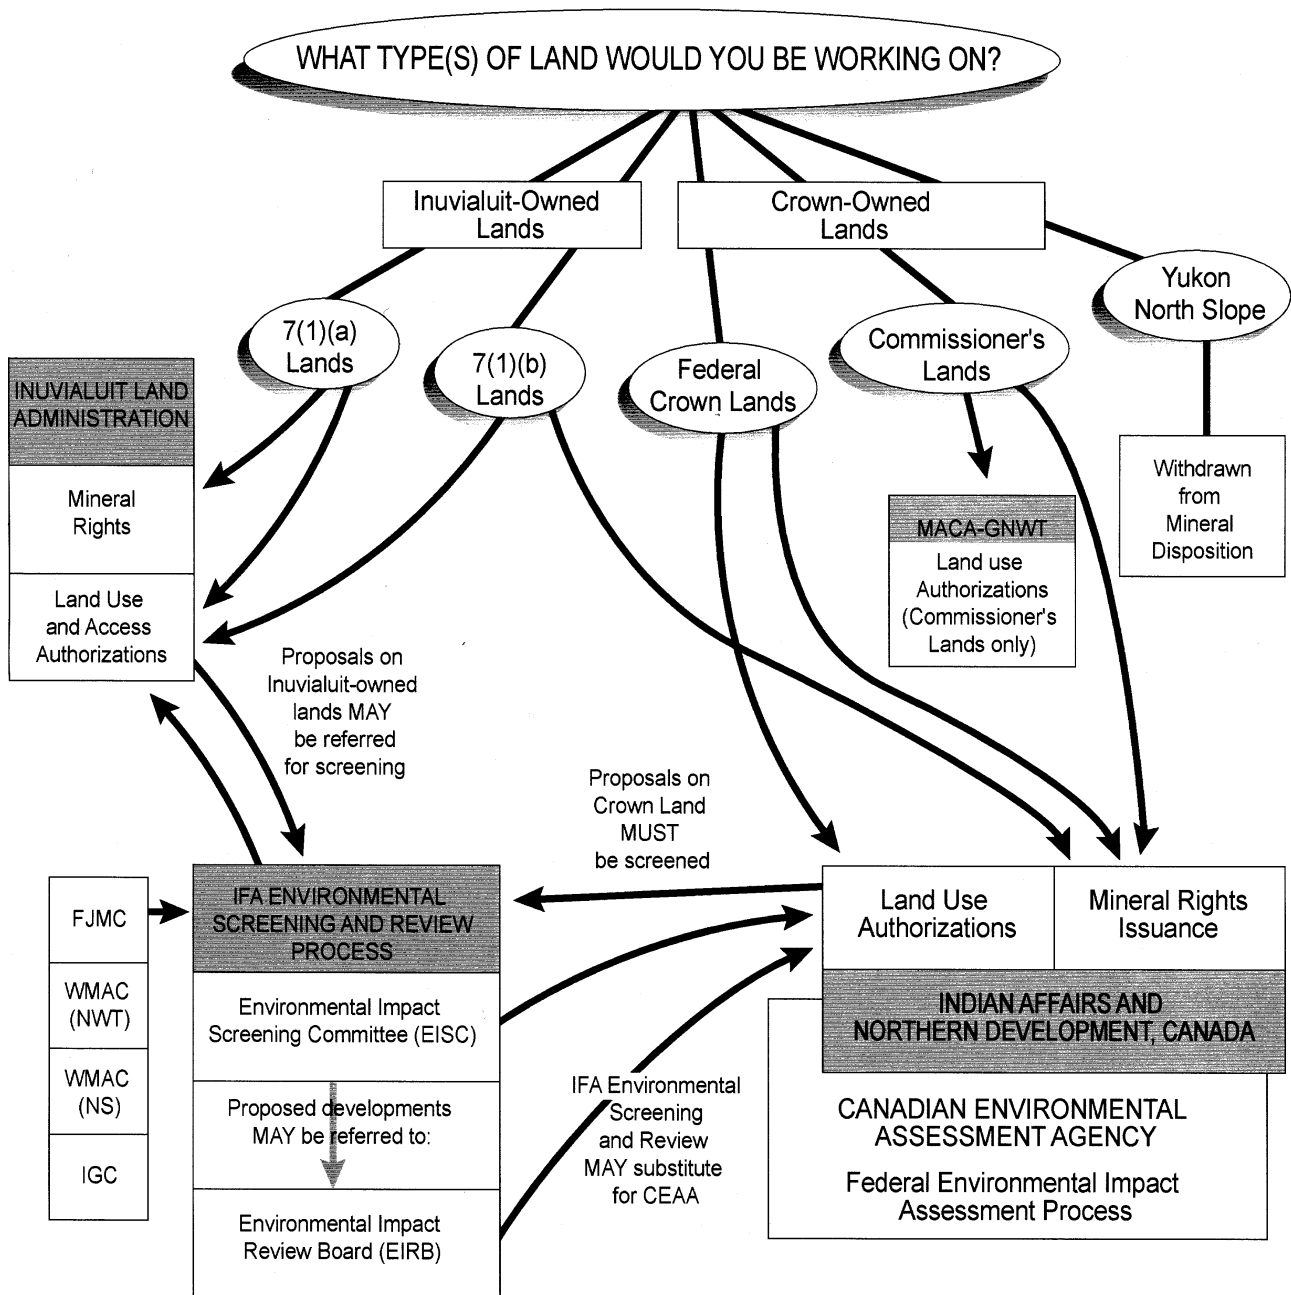 WHAT TYPE(S) OF LAND WOULD YOU BE WORKING ON?
Inuvialuit-Owned
Lands
Crown-Owned
Lands
7(1)(a)
Lands
7(1)(b)
Lands
Federal
Crown Lands
Commissioner's
Lands
Yukon
North Slope
INUVIALUIT LAND
ADMINISTRATION
Mineral
Rights
Land Use
and Access
Authorizations
MACA-GNWT
Land use
Authorizations
(Commissioner's
Lands only)
Withdrawn
from
Mineral
Disposition
Proposals on
Inuvialuit-owned
lands MAY
be referred
for screening
Proposals on
Crown Land
MUST
be screened
FJMC
WMAC
(NWT)
WMAC
(NS)
IGC
IFA ENVIRONMENTAL
SCREENING AND REVIEW
PROCESS
Environmental Impact
Screening Committee (EISC)
Proposed developments
MAY be referred to:
Environmental Impact
Review Board (EIRB)
IFA Environmental
Screening
and Review
MAY substitute
for CEAA
Land Use
Authorizations
Mineral Rights
Issuance
INDIAN AFFAIRS AND
NORTHERN DEVELOPMENT, CANADA
CANADIAN ENVIRONMENTAL
ASSESSMENT AGENCY
Federal Environmental Impact
Assessment Process